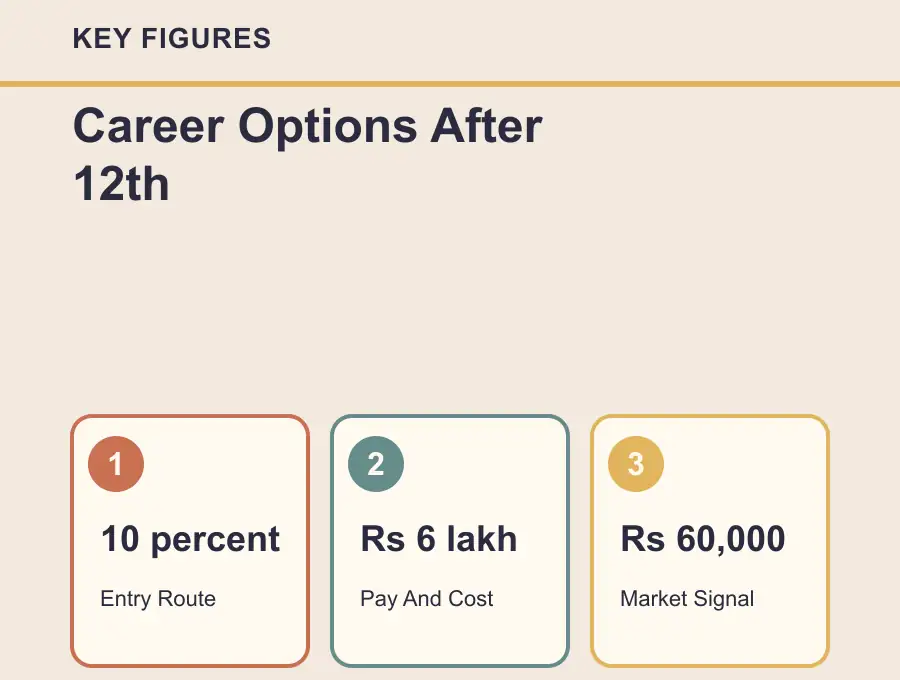 KEY FIGURES
Career Options After
12th
1
2
3
10 percent
Rs 6 lakh
Rs 60,000
Entry Route
Pay And Cost
Market Signal